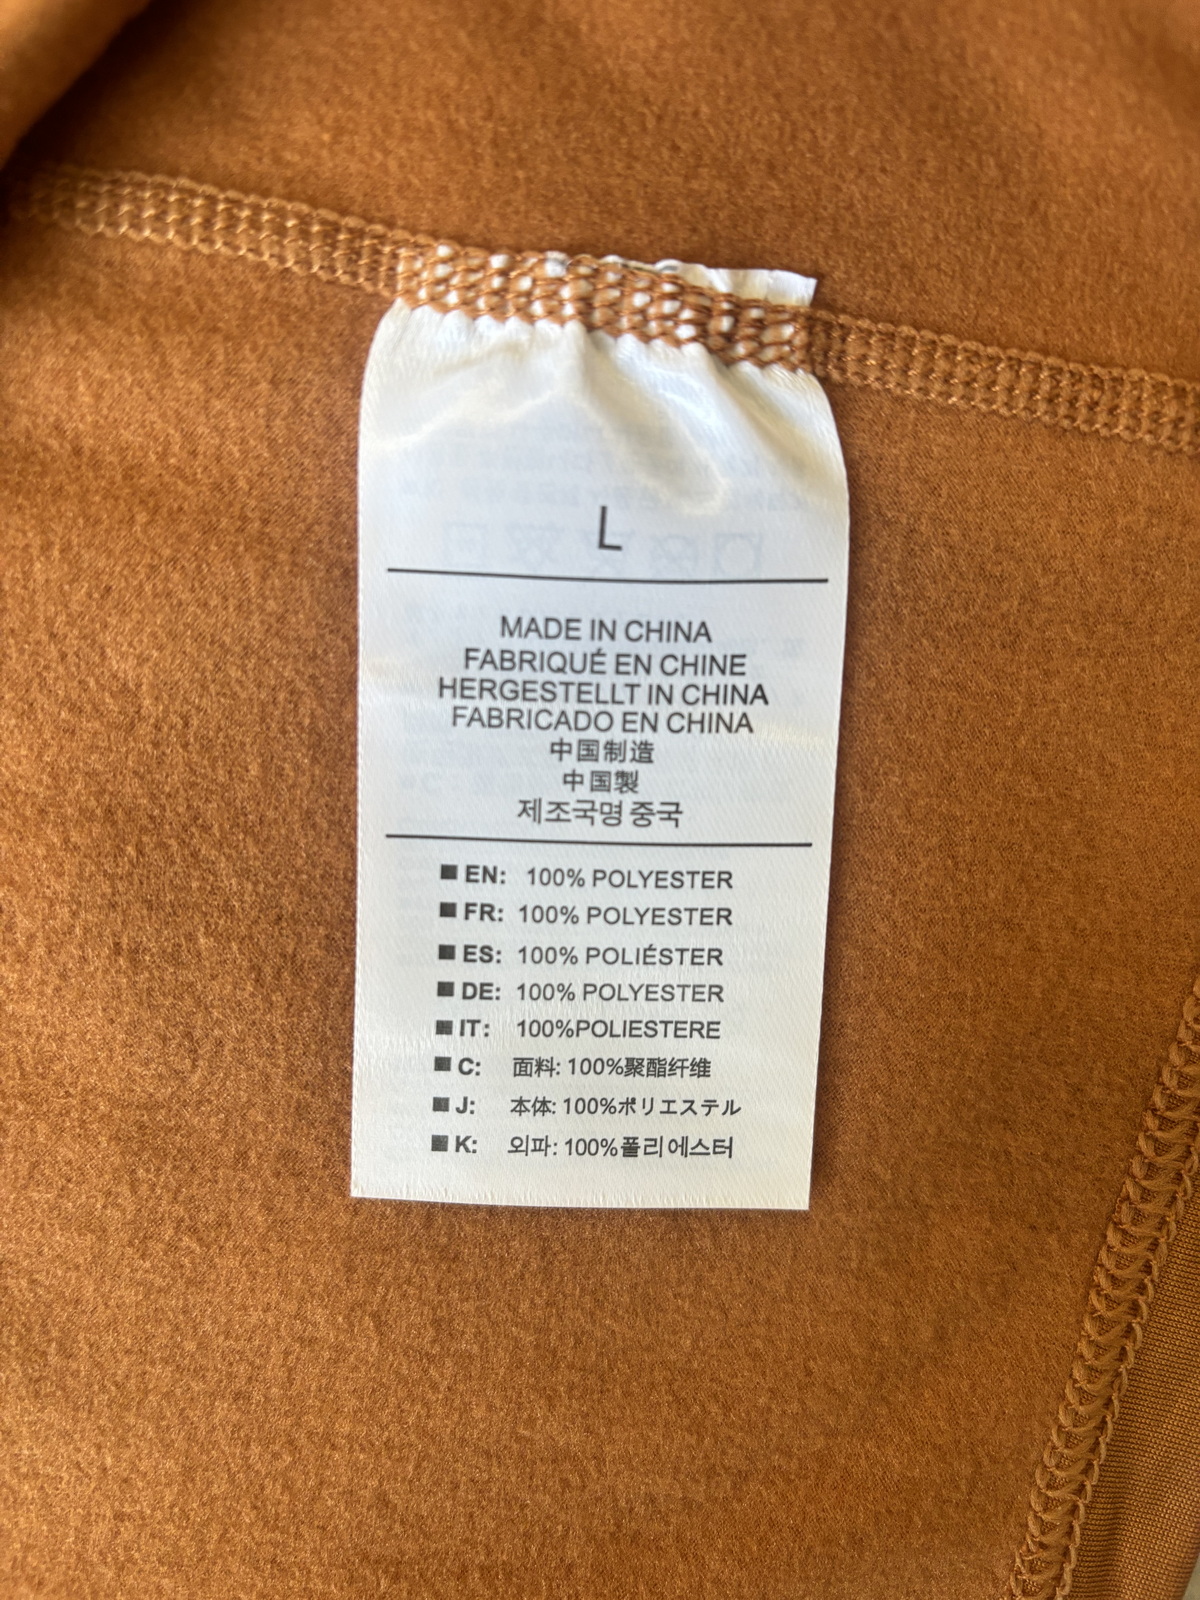 L
MADE IN CHINA
FABRIQUÉ EN CHINE
HERGESTELLT IN CHINA
FABRICADO EN CHINA
中国制造
中国製
제조국명 중국
■ EN: 100% POLYESTER
■ FR: 100% POLYESTER
■ ES: 100% POLIÉSTER
■ DE: 100% POLYESTER
■ IT: 100%POLIESTERE
■ C: 面料: 100%聚酯纤维
■ J: 本体: 100%ポリエステル
■ K: 외파: 100%폴리에스터